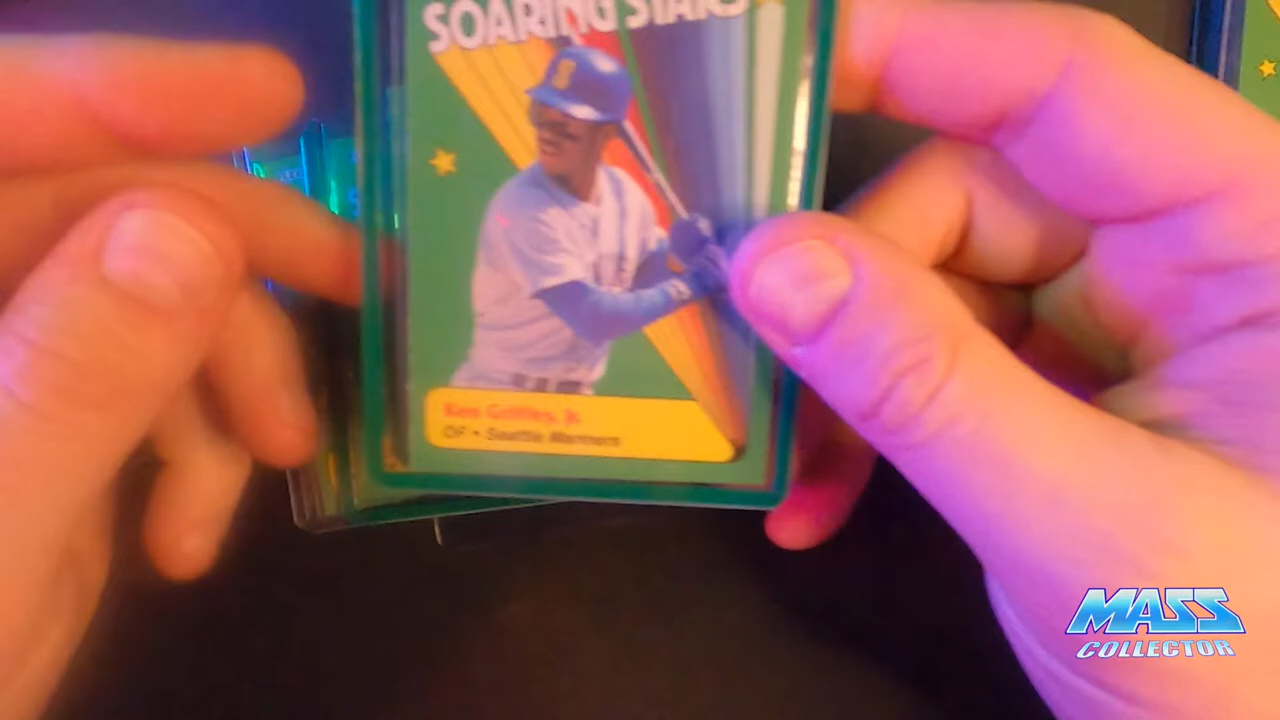 SOARING STARS
S
Ken Griffey, Jr.
OF • Seattle Mariners
MASS
COLLECTOR